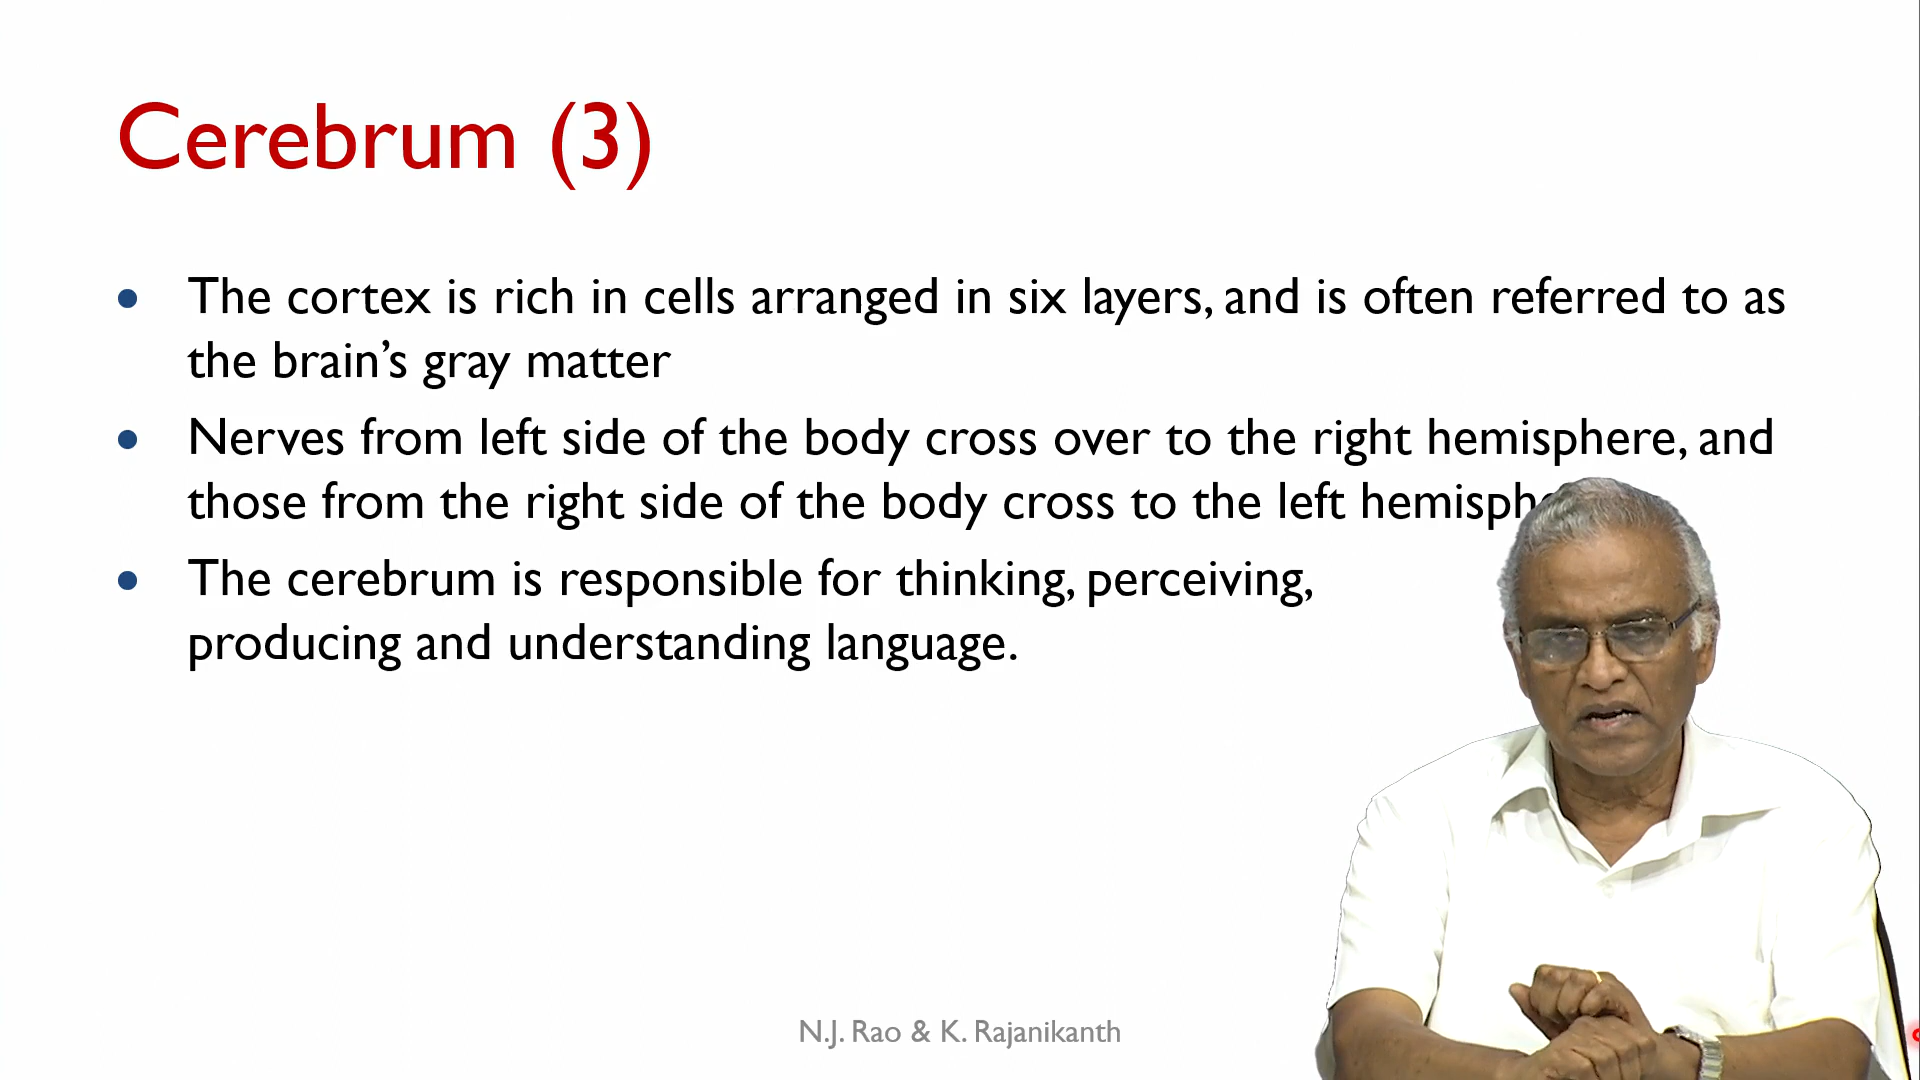 Cerebrum (3)
• The cortex is rich in cells arranged in six layers, and is often referred to as
the brain’s gray matter
• Nerves from left side of the body cross over to the right hemisphere, and
those from the right side of the body cross to the left
• The cerebrum is responsible for thinking, perceiving,
producing and understanding language.
N.J. Rao & K. Rajanikanth